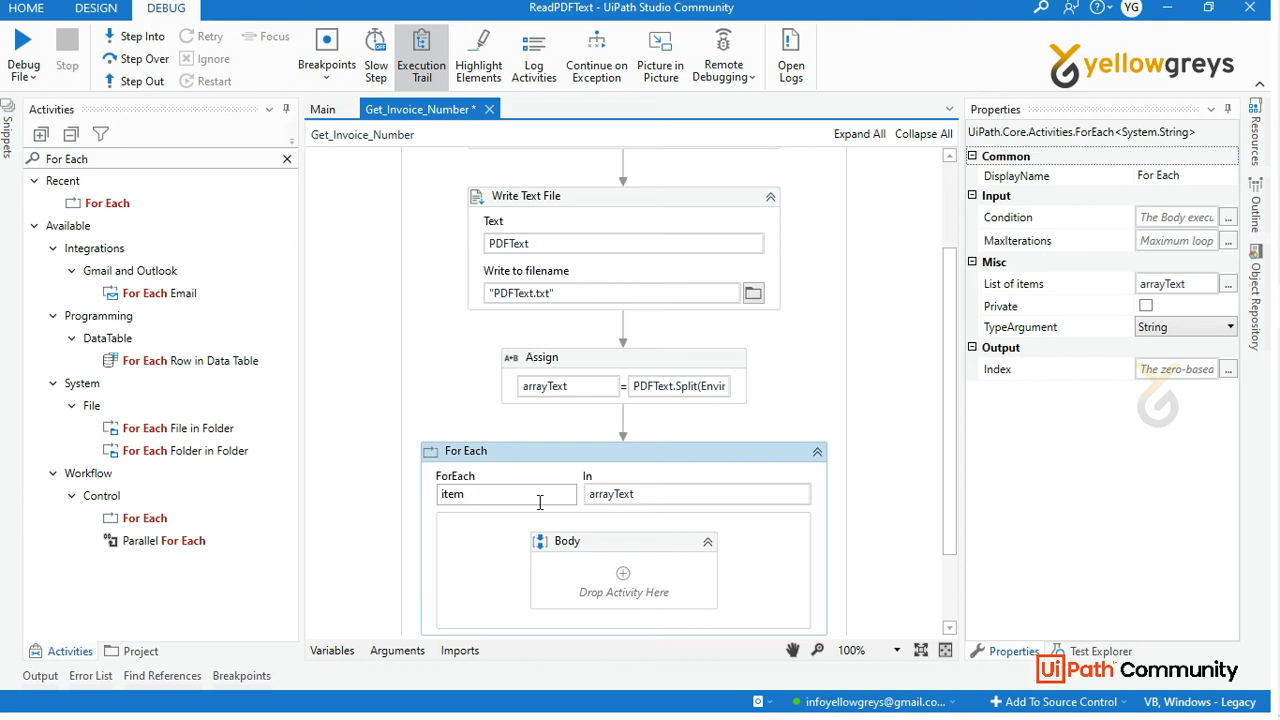 HOME
DESIGN
DEBUG
ReadPDFText - UiPath Studio Community
YG
Debug File
Stop
Step Into
Step Over
Step Out
Retry
Ignore
Restart
Focus
Breakpoints
Slow Step
Execution Trail
Highlight Elements
Log Activities
Continue on Exception
Picture in Picture
Remote Debugging
Open Logs
yellowgreys
Snippets
Activities
For Each
Recent
For Each
Available
Integrations
Gmail and Outlook
For Each Email
Programming
DataTable
For Each Row in Data Table
System
File
For Each File in Folder
For Each Folder in Folder
Workflow
Control
For Each
Parallel For Each
Activities
Project
Main
Get_Invoice_Number *
Get_Invoice_Number
Expand All
Collapse All
Write Text File
Text
PDFText
Write to filename
"PDFText.txt"
A+B Assign
arrayText = PDFText.Split(Envir
For Each
ForEach
In
item
arrayText
Body
Drop Activity Here
Variables
Arguments
Imports
100%
Properties
UiPath.Core.Activities.ForEach<System.String>
Common
DisplayName For Each
Input
Condition The Body execu ...
MaxIterations Maximum loop ...
Misc
List of items arrayText ...
Private
TypeArgument String
Output
Index The zero-basea ...
Resources
Outline
Object Repository
Properties
Test Explorer
Output
Error List
Find References
Breakpoints
UiPath Community
infoyellowgreys@gmail.co...
Add To Source Control
VB, Windows - Legacy